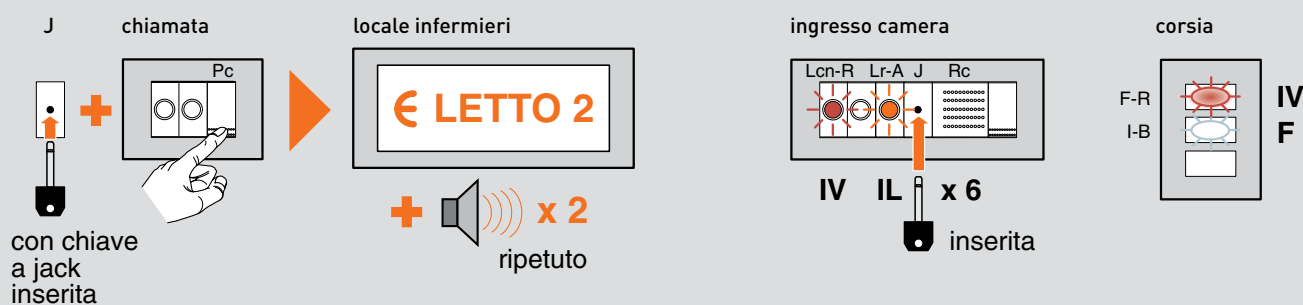 J
chiamata
locale infermieri
ingresso camera
corsia
Pc
Lcn-R Lr-A J Rc
F-R
IV
I-B
F
€ LETTO 2
IV IL x 6
x 2
ripetuto
inserita
con chiave
a jack
inserita